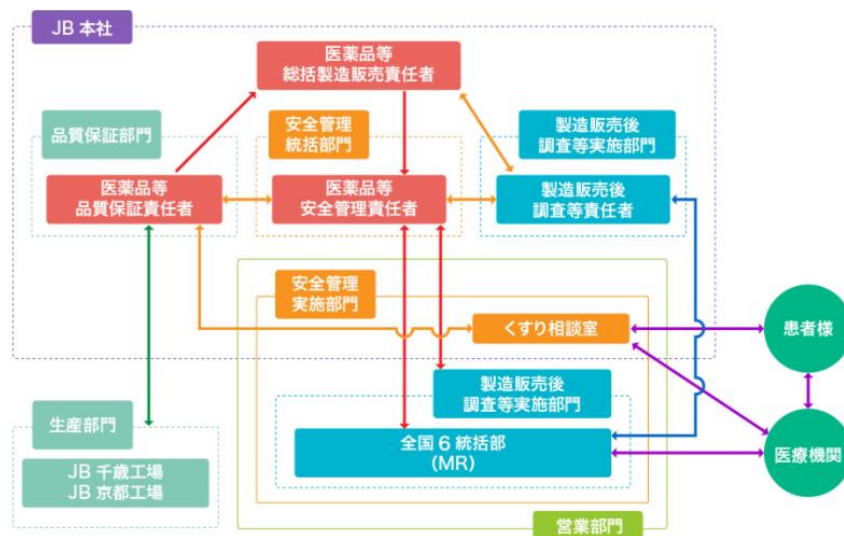 JB 本社
医薬品等
総括製造販売責任者
品質保証部門
安全管理
統括部門
製造販売後
調査等実施部門
医薬品等
品質保証責任者
医薬品等
安全管理責任者
製造販売後
調査等責任者
安全管理
実施部門
くすり相談室
患者様
製造販売後
調査等実施部門
生産部門
全国 6 統括部
(MR)
医療機関
JB 千歳工場
JB 京都工場
営業部門